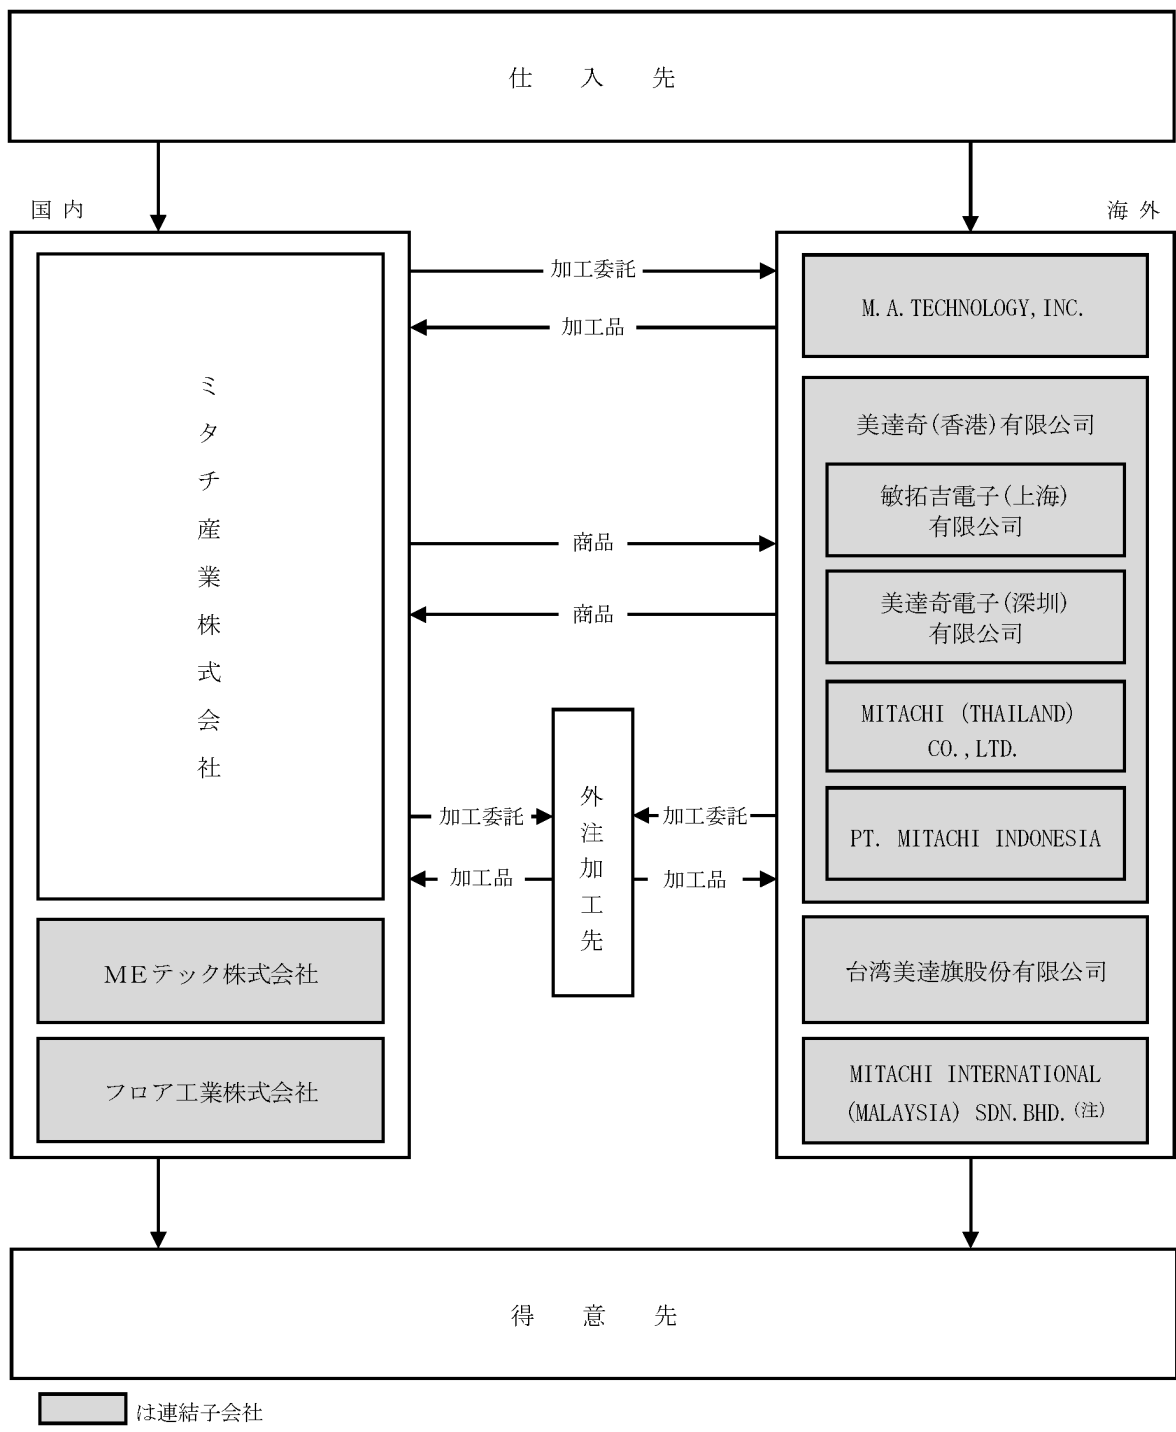 仕 入 先
国内
海外
ミタチ産業株式会社
MEテック株式会社
フロア工業株式会社
加工委託
加工品
商品
商品
加工委託
加工品
外注加工先
加工委託
加工品
M.A.TECHNOLOGY,INC.
美達奇(香港)有限公司
敏拓吉電子(上海)
有限公司
美達奇電子(深圳)
有限公司
MITACHI (THAILAND)
CO.,LTD.
PT. MITACHI INDONESIA
台湾美達旗股份有限公司
MITACHI INTERNATIONAL
(MALAYSIA) SDN.BHD.(注)
得 意 先
は連結子会社